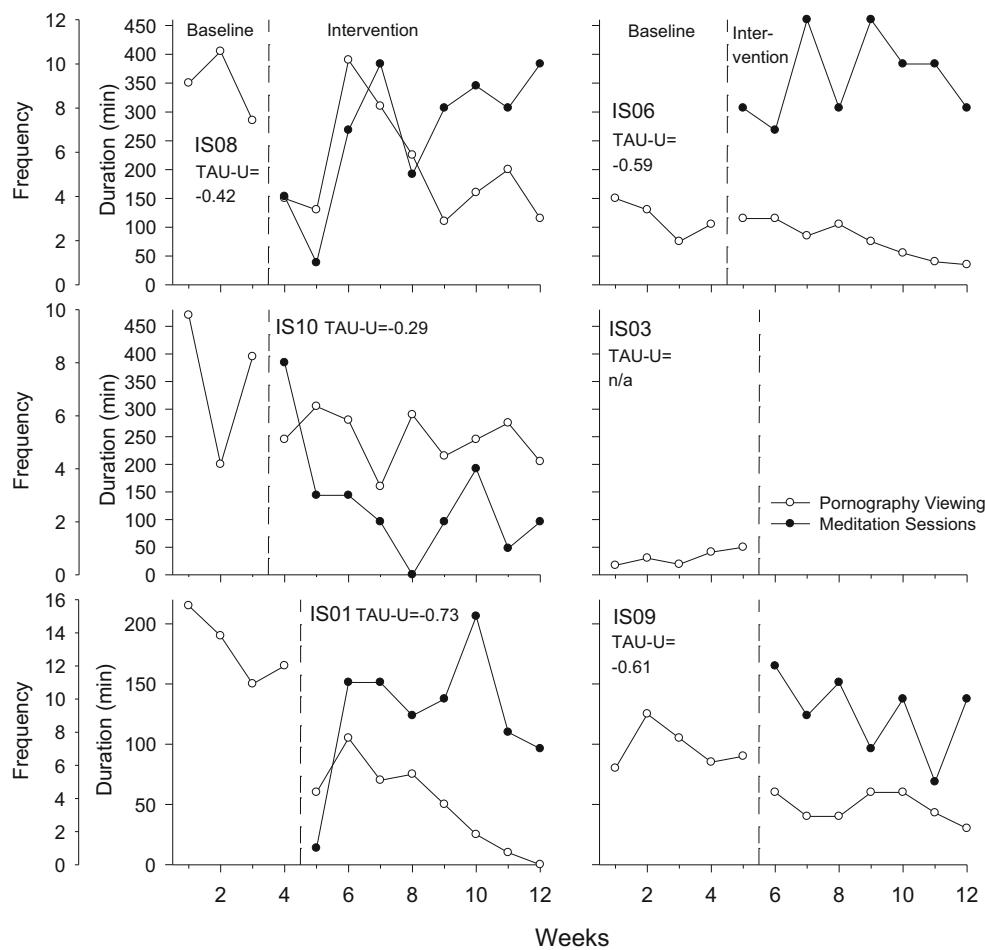 Baseline
Intervention
12
10
8
6
4
2
0
Frequency
450
400
350
300
250
200
150
100
50
0
Duration (min)
IS08
TAU-U=
-0.42
4
6
8
10
12
Baseline
Inter-
vention
IS06
TAU-U=
-0.59
10
8
6
4
2
0
Frequency
450
400
350
300
250
200
150
100
50
0
Duration (min)
IS10 TAU-U=-0.29
IS03
TAU-U=
n/a
Pornography Viewing
Meditation Sessions
16
14
12
10
8
6
4
2
0
Frequency
200
150
100
50
0
Duration (min)
IS01 TAU-U=-0.73
2
4
6
8
10
12
IS09
TAU-U=
-0.61
2
4
6
8
10
12
Weeks